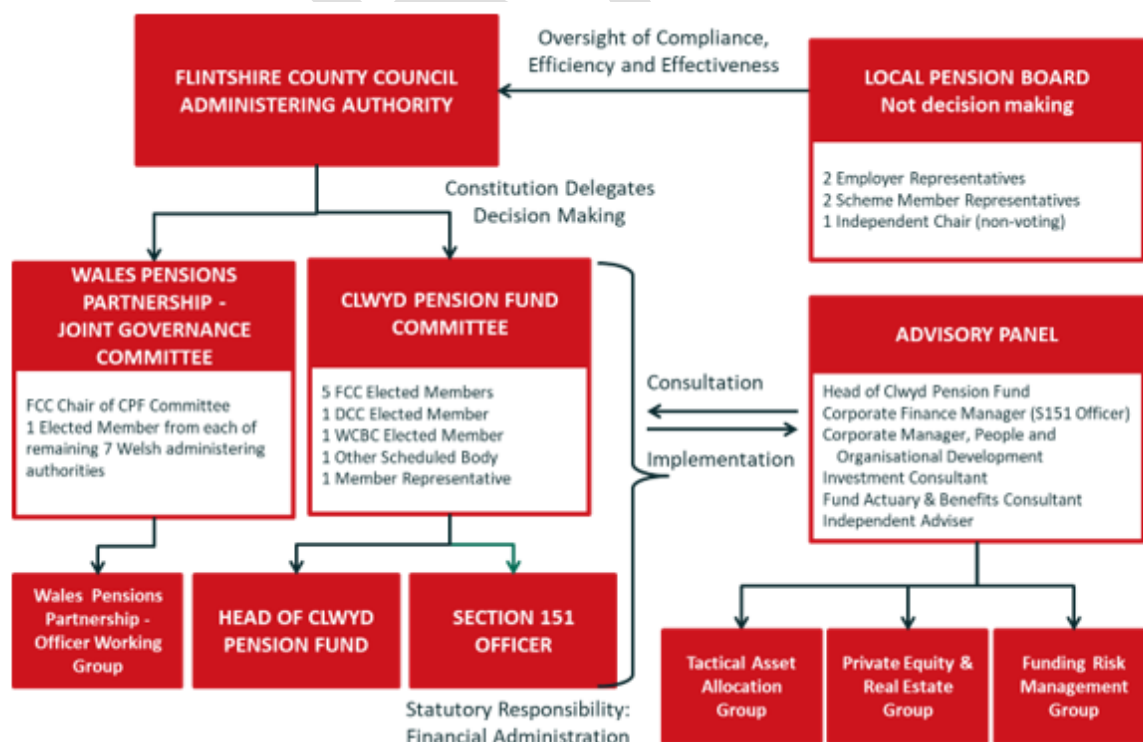 FLINTSHIRE COUNTY COUNCIL
ADMINISTERING AUTHORITY
Oversight of Compliance,
Efficiency and Effectiveness
LOCAL PENSION BOARD
Not decision making
2 Employer Representatives
2 Scheme Member Representatives
1 Independent Chair (non-voting)
Constitution Delegates
Decision Making
WALES PENSIONS
PARTNERSHIP -
JOINT GOVERNANCE
COMMITTEE
FCC Chair of CPF Committee
1 Elected Member from each of
remaining 7 Welsh administering
authorities
CLWYD PENSION FUND
COMMITTEE
5 FCC Elected Members
1 DCC Elected Member
1 WCBC Elected Member
1 Other Scheduled Body
1 Member Representative
Consultation
Implementation
ADVISORY PANEL
Head of Clwyd Pension Fund
Corporate Finance Manager (S151 Officer)
Corporate Manager, People and
Organisational Development
Investment Consultant
Fund Actuary & Benefits Consultant
Independent Adviser
Wales Pensions
Partnership -
Officer Working
Group
HEAD OF CLWYD
PENSION FUND
SECTION 151
OFFICER
Statutory Responsibility:
Financial Administration
Tactical Asset
Allocation
Group
Private Equity &
Real Estate
Group
Funding Risk
Management
Group